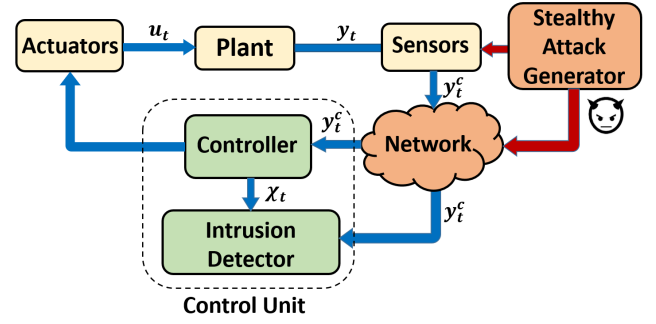 Stealthy
Attack
Generator
Actuators
u_t
Plant
y_t
Sensors
y_t^c
y_t^c
Controller
Network
χ_t
y_t^c
Intrusion
Detector
Control Unit